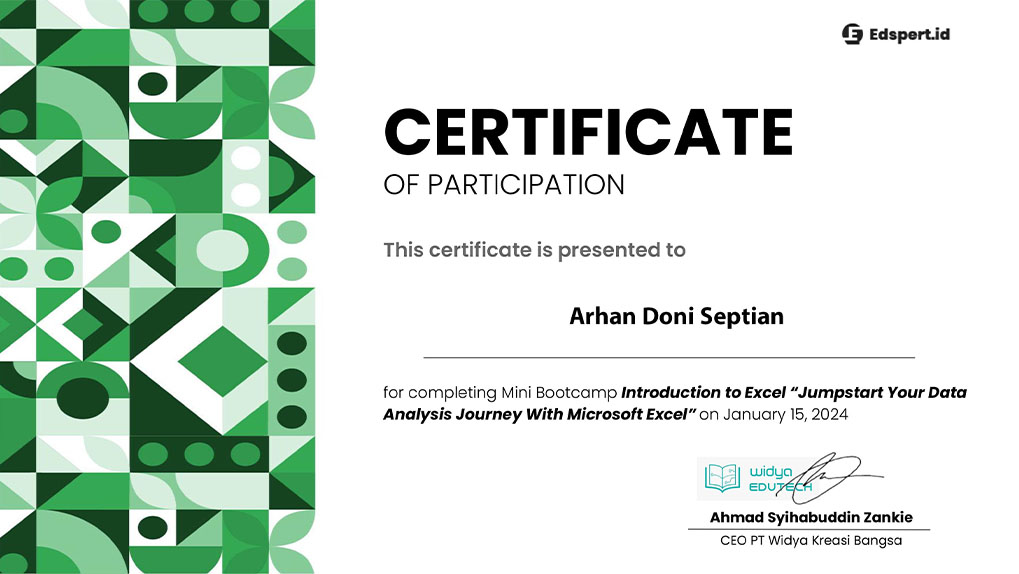 Edspert.id
CERTIFICATE
OF PARTICIPATION
This certificate is presented to
Arhan Doni Septian
for completing Mini Bootcamp Introduction to Excel “Jumpstart Your Data
Analysis Journey With Microsoft Excel” on January 15, 2024
widya
EDUTECH
Ahmad Syihabuddin Zankie
CEO PT Widya Kreasi Bangsa